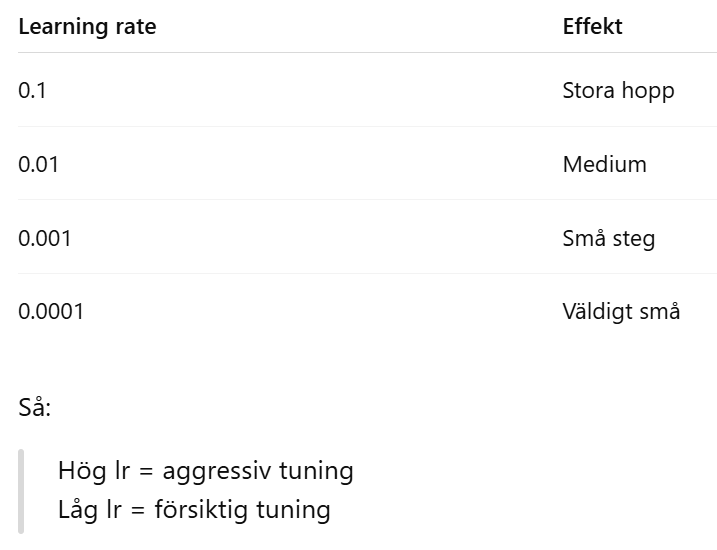 Learning rate Effekt
0.1 Stora hopp
0.01 Medium
0.001 Små steg
0.0001 Väldigt små
Så:
Hög lr = aggressiv tuning
Låg lr = försiktig tuning